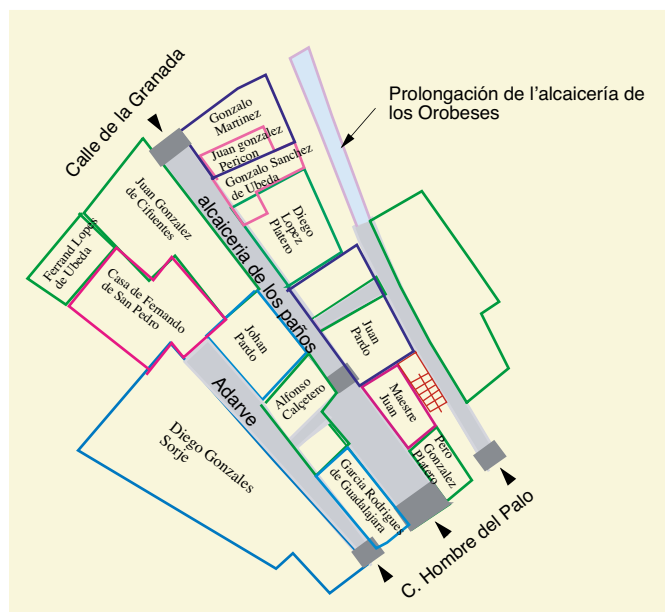 Calle de la Granada
Prolongación de l'alcaicería de
los Orobeses
Gonzalo
Martinez
Juan gonzalez
Pericon
Gonzalo Sanchez
de Ubeda
Diego
Lopez
Platero
Juan Gonzalez
de Cifuentes
Ferrand Lopes
de Ubeda
Casa de Fernando
de San Pedro
alcaiceria de los paños
Johan
Pardo
Juan
Pardo
Adarve
Alfonso
Calçetero
Maestre
Juan
Diego Gonzales
Sorje
Pero
Gonzalez
Platero
Garcia Rodrigues
de Guadalajara
C. Hombre del Palo